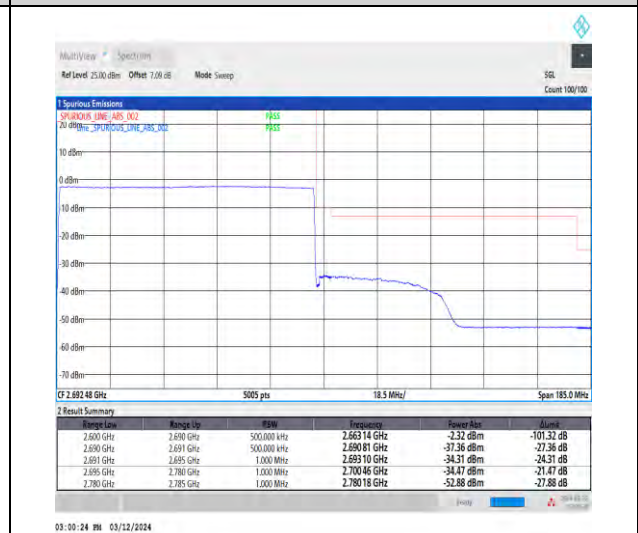 MultiView Spectrum
Ref Level 25.00 dBm Offset 7.09 dB Mode Sweep SGL
Count 100/100
1 Spurious Emissions
SPURIOUS_LINE_ABS_002 PASS
20 dBm Line _SPURIOUS_LINE_ABS_002 PASS
10 dBm
0 dBm
-10 dBm
-20 dBm
-30 dBm
-40 dBm
-50 dBm
-60 dBm
-70 dBm
CF 2.692 48 GHz 5005 pts 18.5 MHz/ Span 185.0 MHz
2 Result Summary
Range Low Range Up RBW Frequency Power Abs ΔLimit
2.600 GHz 2.690 GHz 500.000 kHz 2.663 14 GHz -2.32 dBm -101.32 dB
2.690 GHz 2.691 GHz 500.000 kHz 2.690 81 GHz -37.36 dBm -27.36 dB
2.691 GHz 2.695 GHz 1.000 MHz 2.693 10 GHz -34.31 dBm -24.31 dB
2.695 GHz 2.780 GHz 1.000 MHz 2.700 46 GHz -34.47 dBm -21.47 dB
2.780 GHz 2.785 GHz 1.000 MHz 2.780 18 GHz -52.88 dBm -27.88 dB
Ready
03:00:24 PM 03/12/2024